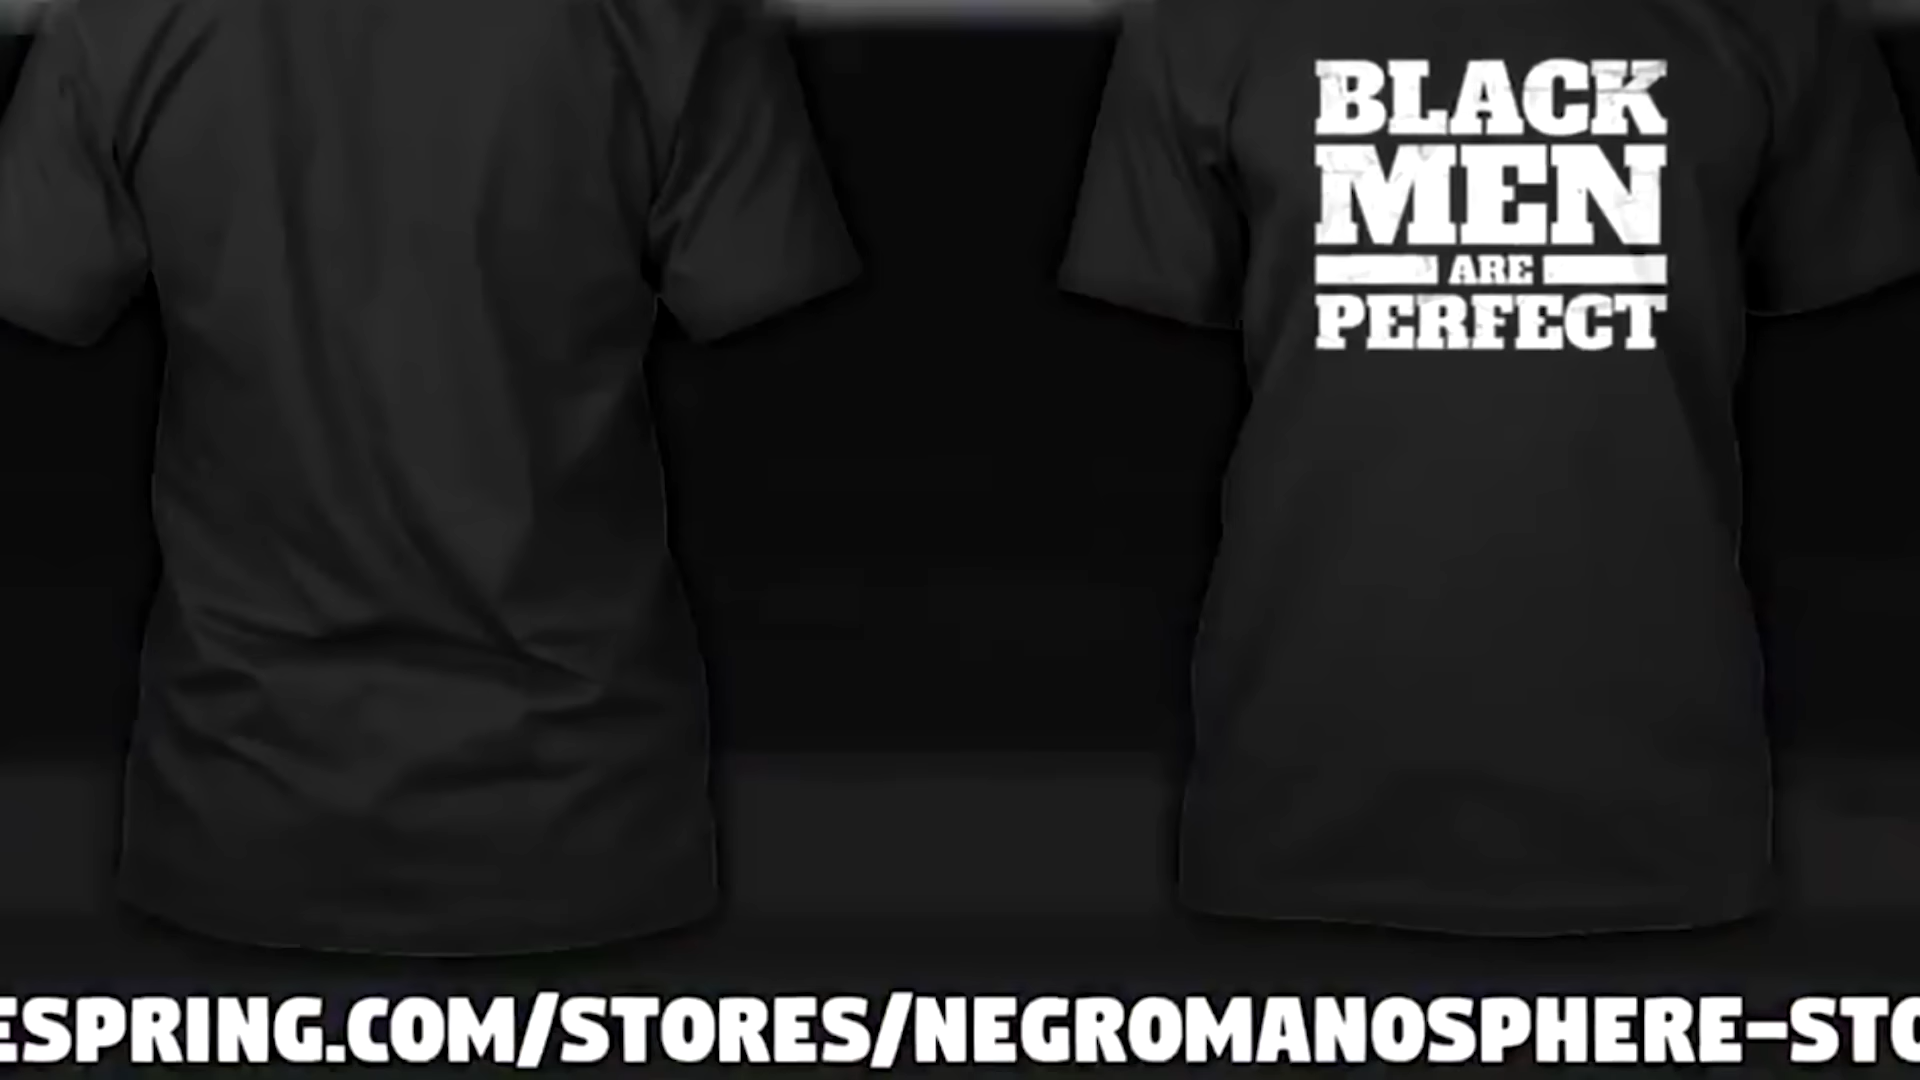 BLACK
MEN
ARE
PERFECT
ESPRING.COM/STORES/NEGROMANOSPHERE-STO